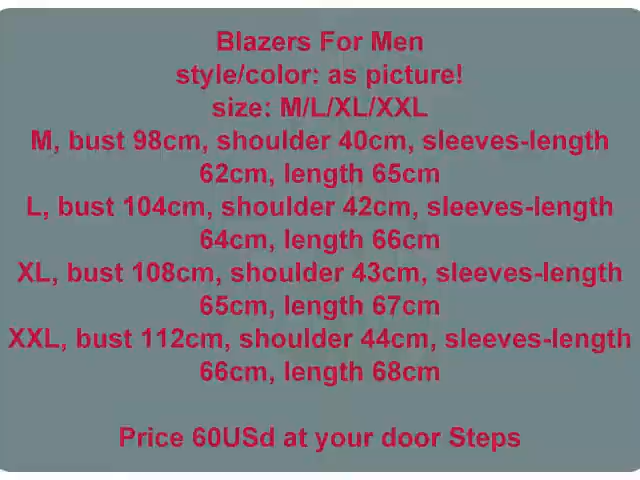 Blazers For Men
style/color: as picture!
size: M/L/XL/XXL
M, bust 98cm, shoulder 40cm, sleeves-length
62cm, length 65cm
L, bust 104cm, shoulder 42cm, sleeves-length
64cm, length 66cm
XL, bust 108cm, shoulder 43cm, sleeves-length
65cm, length 67cm
XXL, bust 112cm, shoulder 44cm, sleeves-length
66cm, length 68cm
Price 60USd at your door Steps